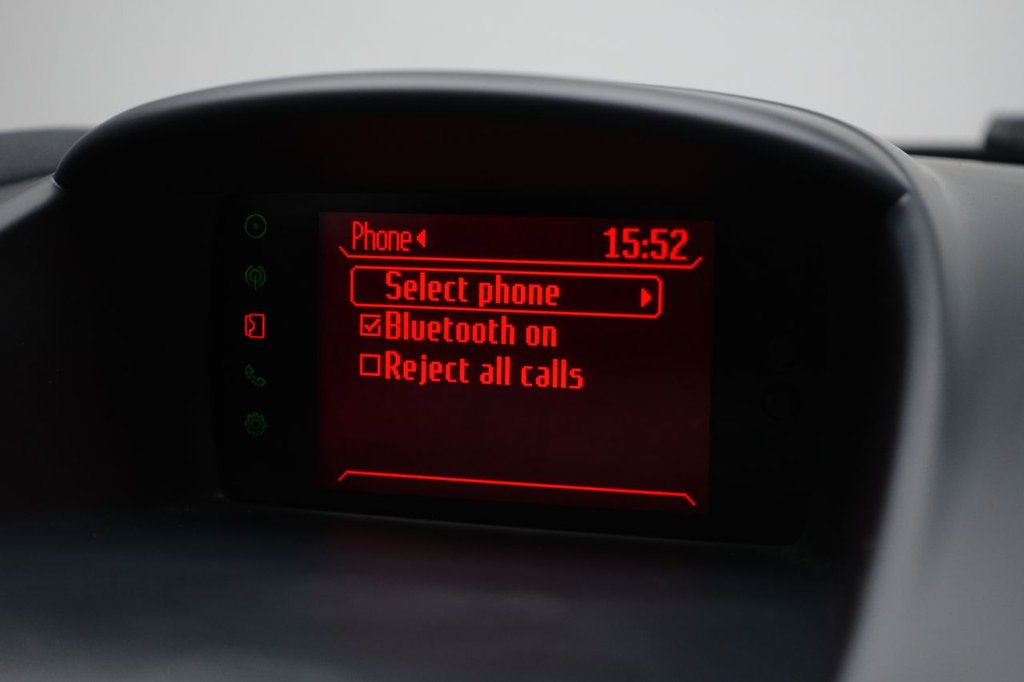 Phone 15:52
Select phone
Bluetooth on
Reject all calls